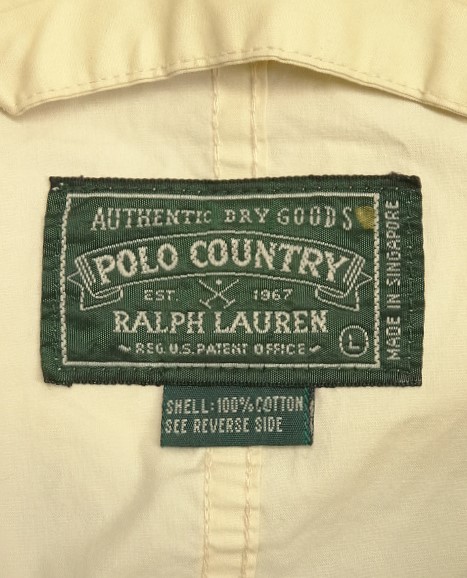 AUTHENTIC DRY GOODS
POLO COUNTRY
EST. 1967
RALPH LAUREN
~ REG. U.S. PATENT OFFICE ~
L
MADE IN SINGAPORE
SHELL: 100% COTTON
SEE REVERSE SIDE